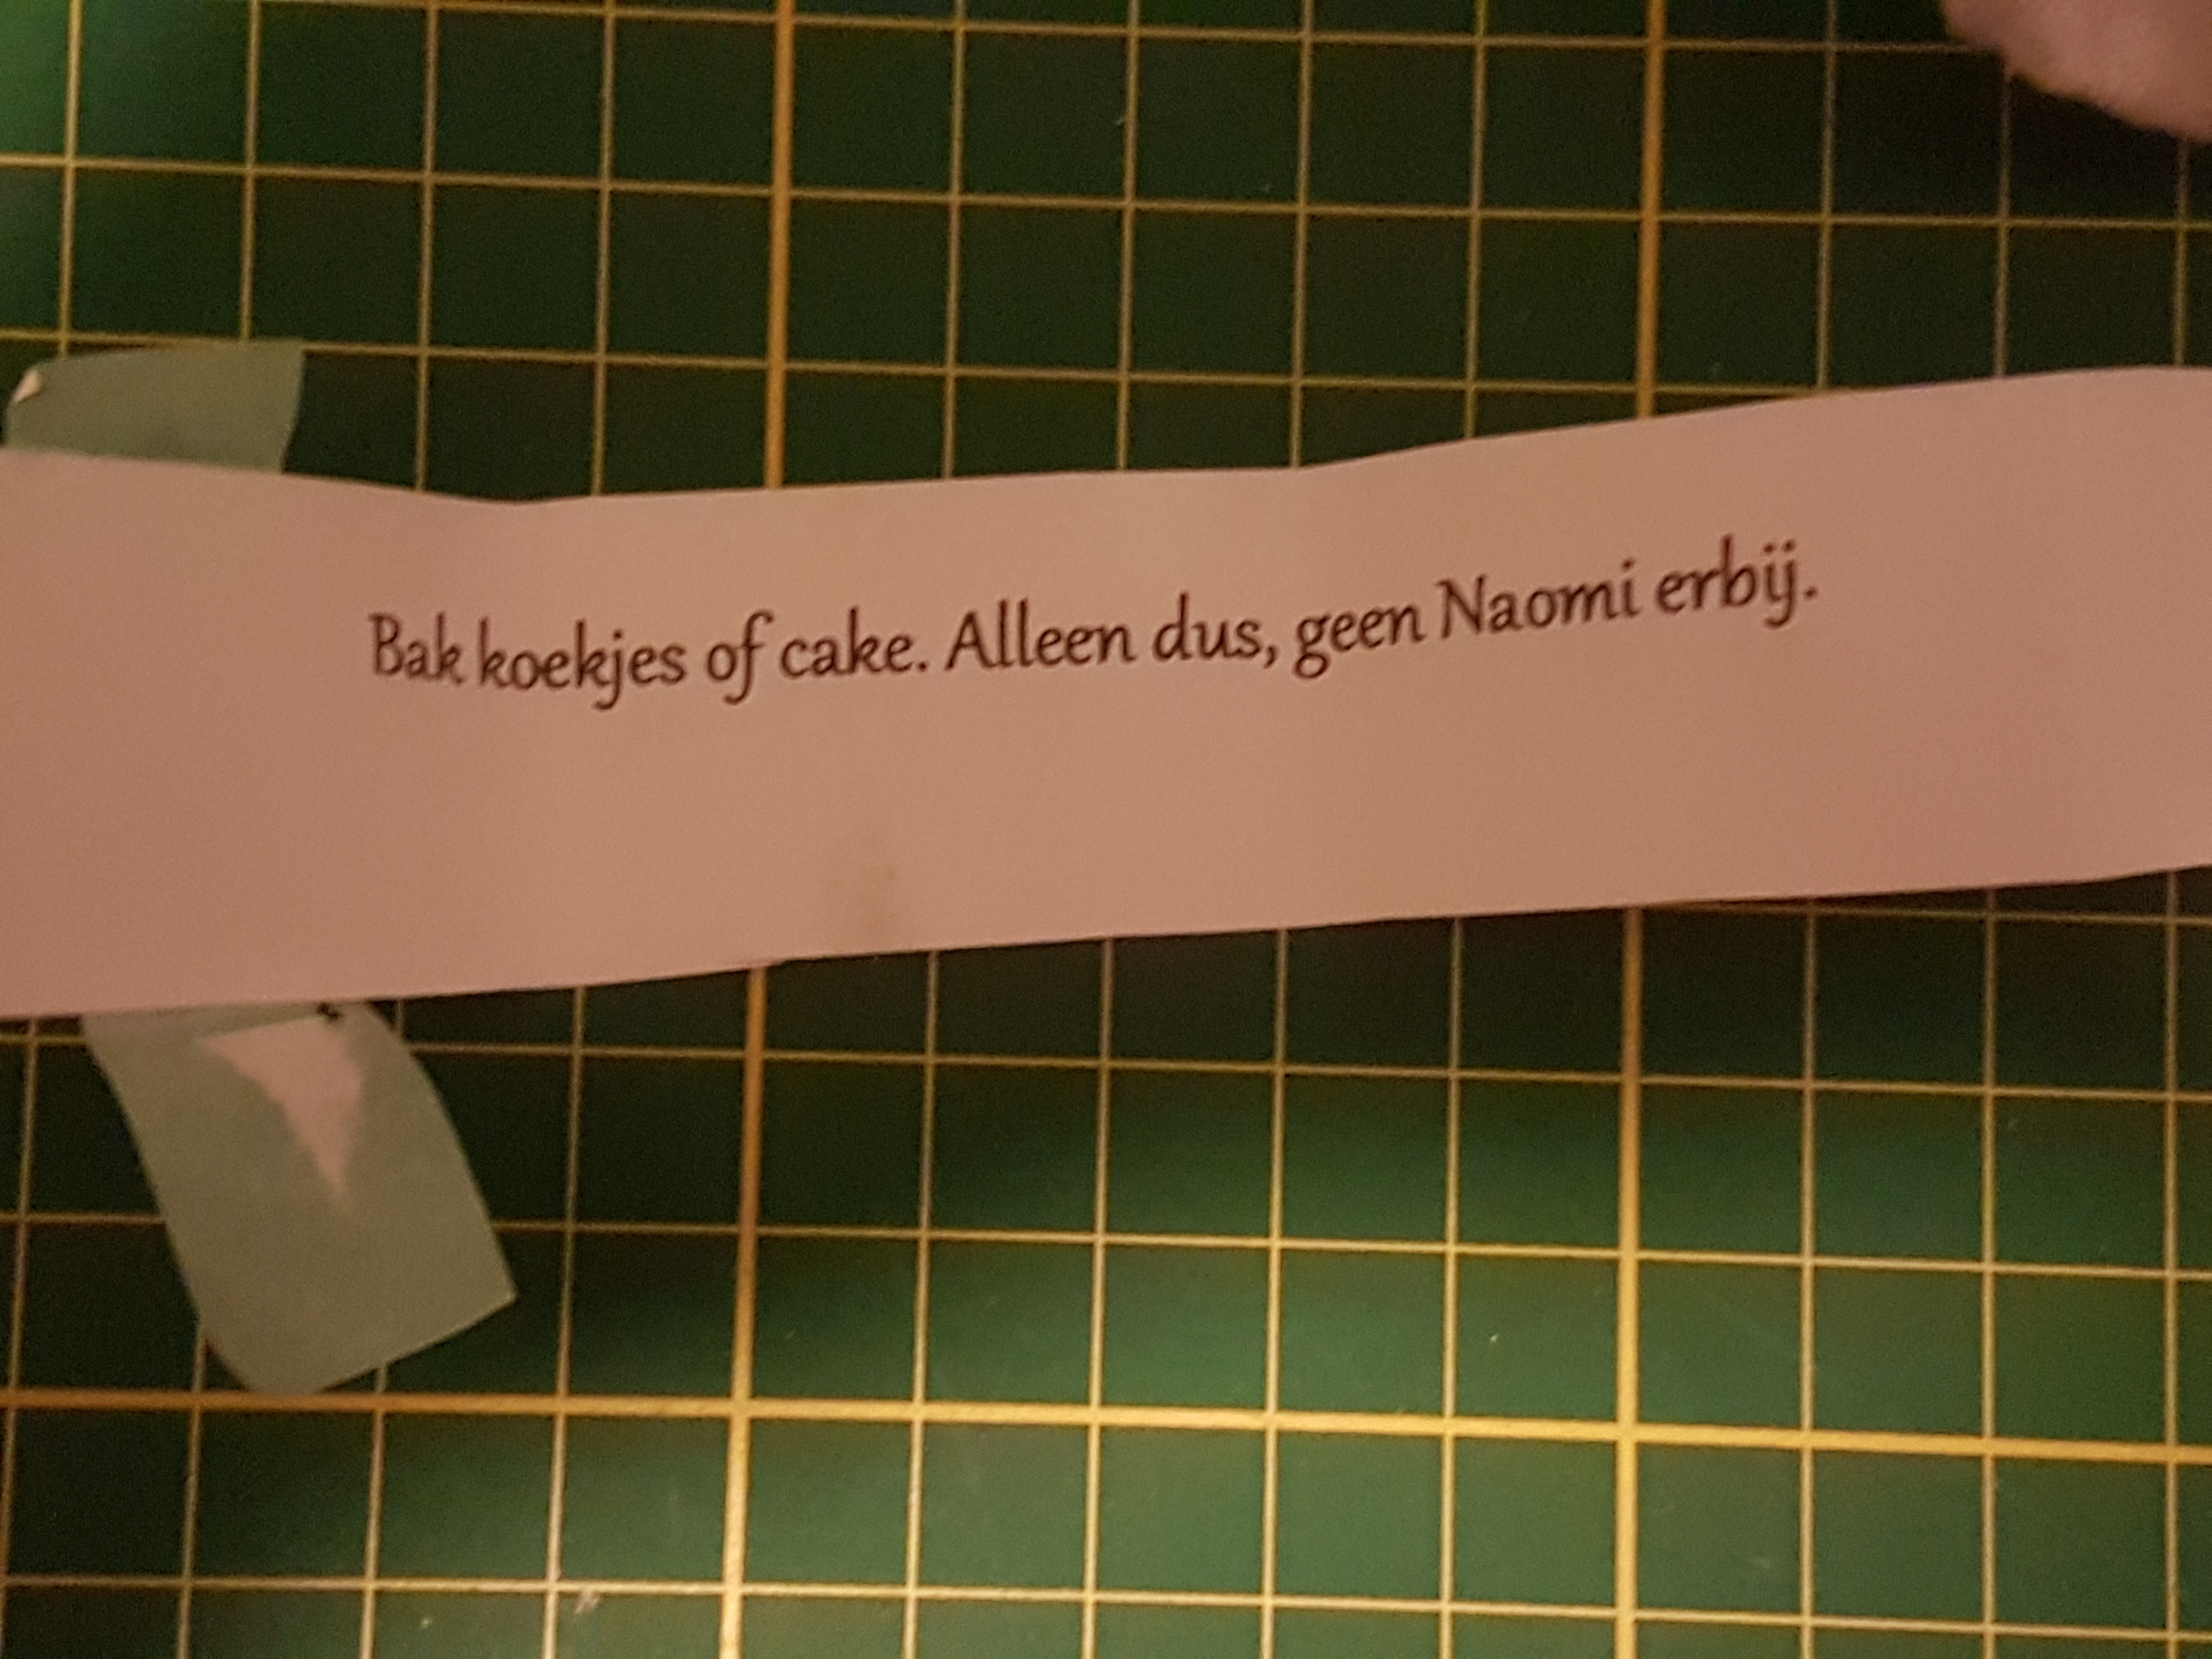 Bak koekjes of cake. Alleen dus, geen Naomi erbij.